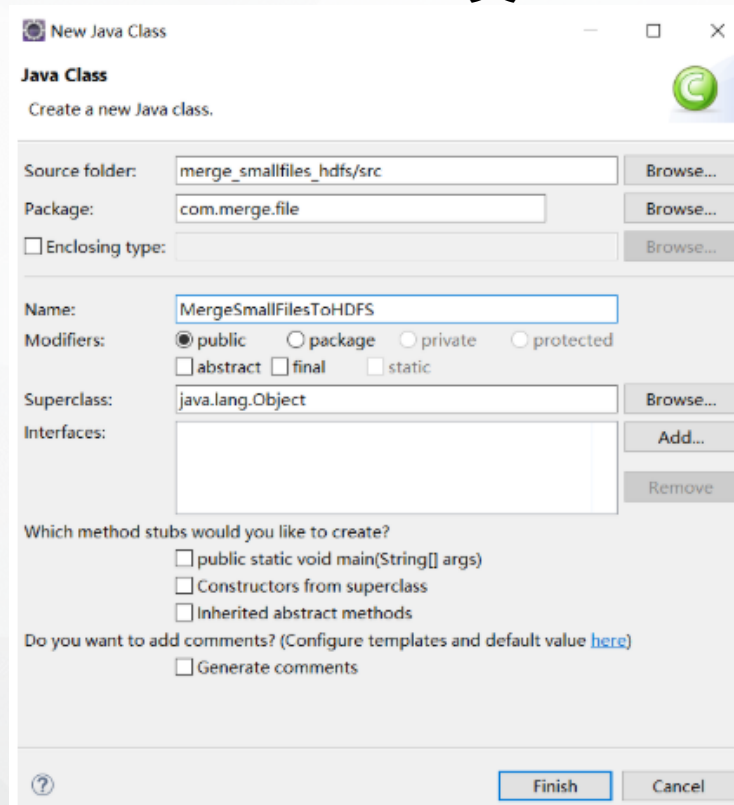 New Java Class
Java Class
Create a new Java class.
Source folder: merge_smallfiles_hdfs/src Browse...
Package: com.merge.file Browse...
Enclosing type: Browse...
Name: MergeSmallFilesToHDFS
Modifiers: public package private protected
abstract final static
Superclass: java.lang.Object Browse...
Interfaces: Add...
Remove
Which method stubs would you like to create?
public static void main(String[] args)
Constructors from superclass
Inherited abstract methods
Do you want to add comments? (Configure templates and default value here)
Generate comments
Finish Cancel